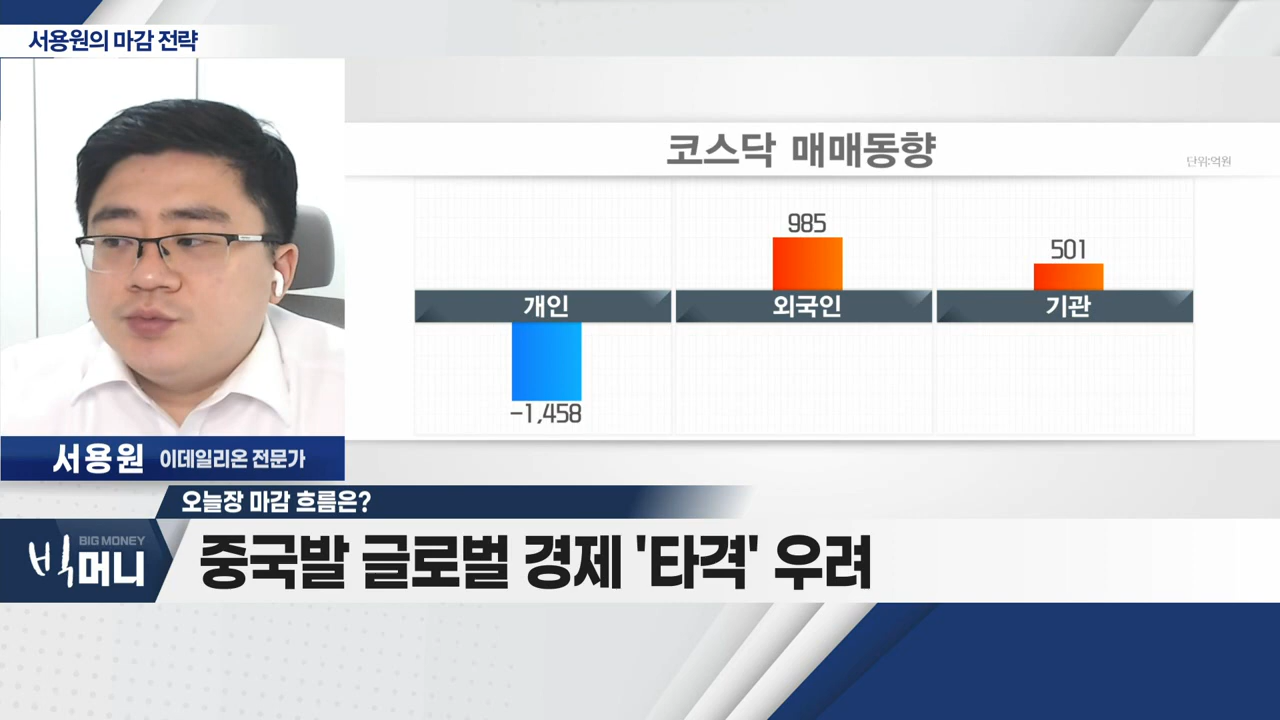 서용원의 마감 전략
코스닥 매매동향
단위:억원
985
501
개인
외국인
기관
-1,458
서용원 이데일리온 전문가
오늘장 마감 흐름은?
BIG MONEY
빅머니
중국발 글로벌 경제 '타격' 우려